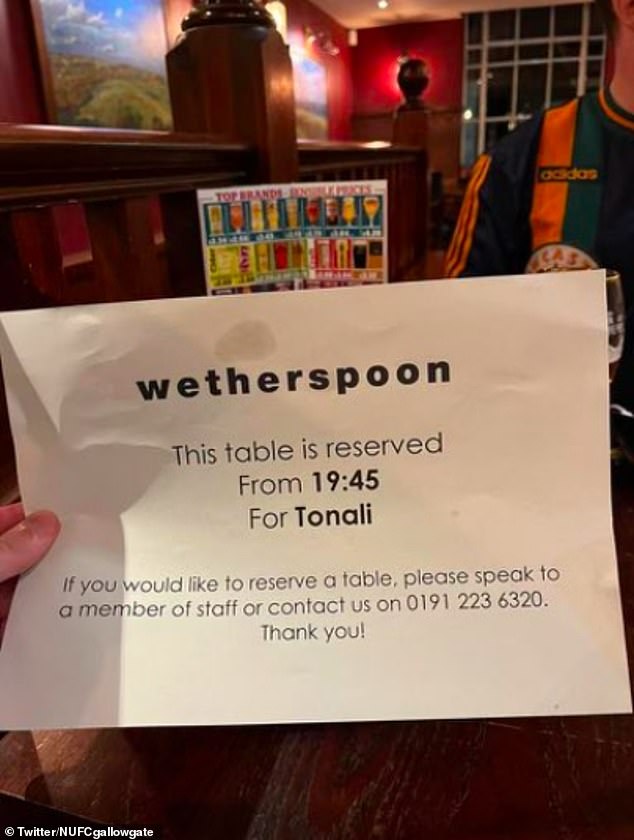 TOP BRANDS - SENSIBLE PRICES
adidas
wetherspoon
This table is reserved
From 19:45
For Tonali
If you would like to reserve a table, please speak to
a member of staff or contact us on 0191 223 6320.
Thank you!
© Twitter/NUFCgallowgate